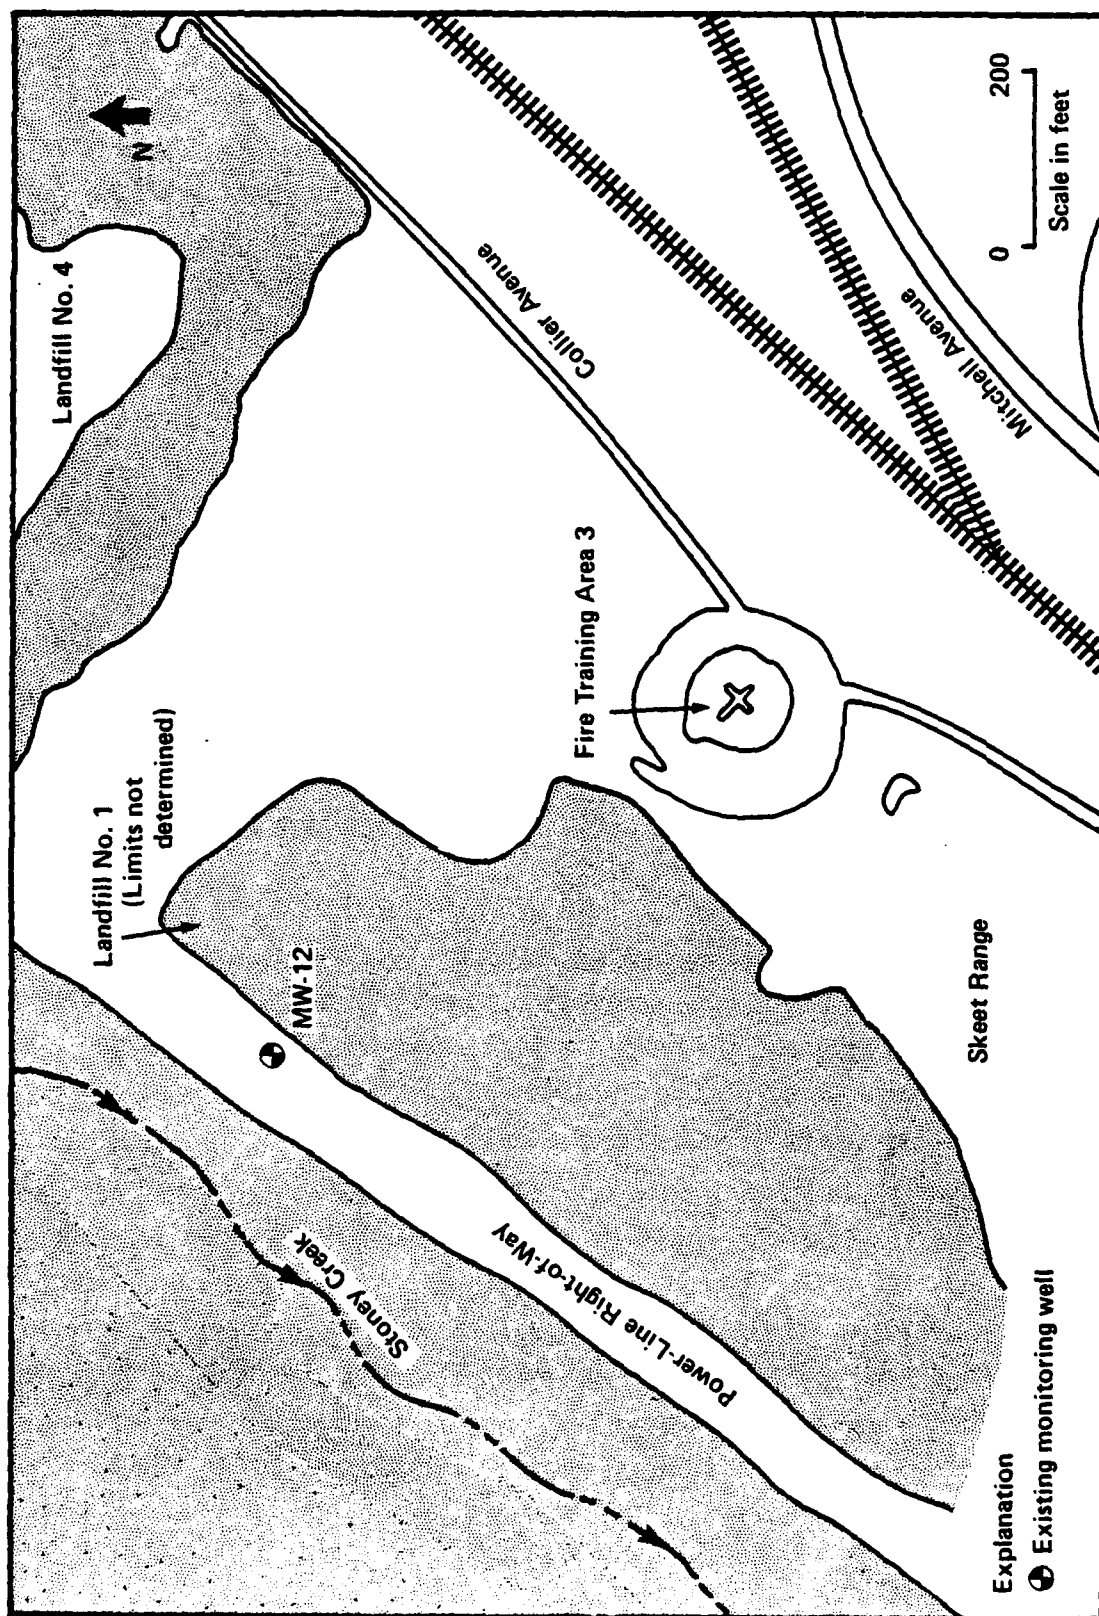 Landfill No. 4
N
Landfill No. 1
(Limits not
determined)
MW-12
Stoney Creek
Power-Line Right-of-Way
Fire Training Area 3
Collier Avenue
Mitchell Avenue
Skeet Range
0 200
Scale in feet
Explanation
Existing monitoring well